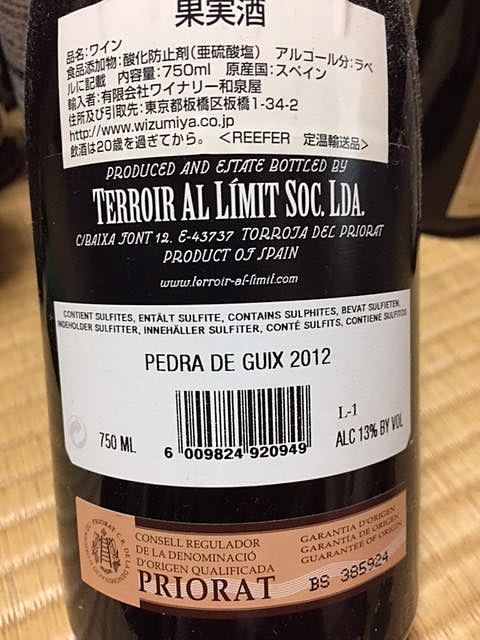 果実酒
品名:ワイン
食品添加物:酸化防止剤(亜硫酸塩) アルコール分:ラベ
ルに記載 内容量:750ml 原産国:スペイン
輸入者:有限会社ワイナリー和泉屋
住所及び引取先:東京都板橋区板橋1-34-2
http://www.wizumiya.co.jp
飲酒は20歳を過ぎてから。 <REEFER 定温輸送品>
PRODUCED AND ESTATE BOTTLED BY
TERROIR AL LÍMIT SOC. LDA.
C/BAIXA FONT 12. E-43737 TORROJA DEL PRIORAT
PRODUCT OF SPAIN
www.terroir-al-limit.com
CONTIENT SULFITES, ENTÄLT SULFITE, CONTAINS SULPHITES, BEVAT SULFIETEN,
INDEHOLDER SULFITTER, INNEHÅLLER SULFITER, CONTÉ SULFITS, CONTIENE SULFITOS
PEDRA DE GUIX 2012
750 ML
6 009824 920949
L-1
ALC 13% BY VOL
CONSELL REGULADOR
DE LA DENOMINACIÓ
D'ORIGEN QUALIFICADA
PRIORAT
GARANTIA D'ORIGEN
GARANTÍA DE ORIGEN
GUARANTEE OF ORIGIN
BS 385924